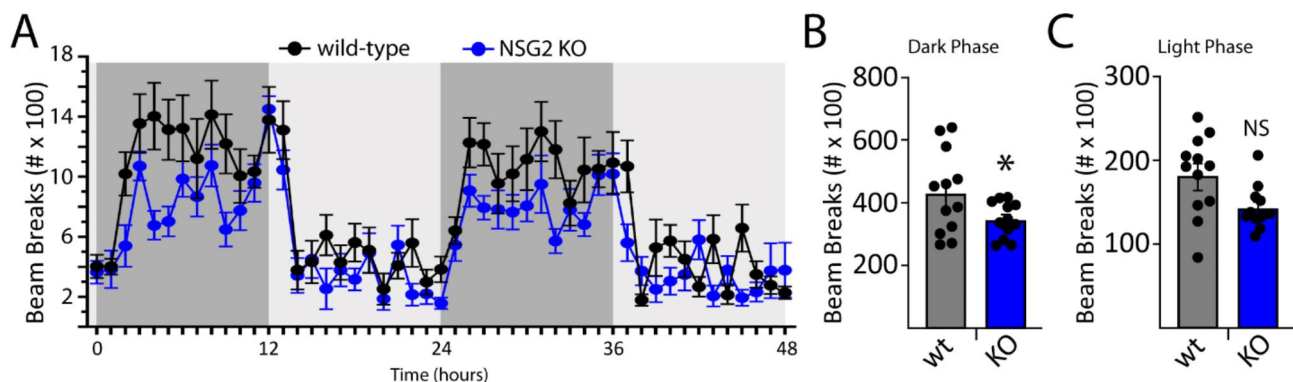 A
wild-type
NSG2 KO
Beam Breaks (# x 100)
18
14
10
6
2
0
12
24
36
48
Time (hours)
B
Dark Phase
Beam Breaks (# x 100)
800
600
400
200
*
wt
KO
C
Light Phase
Beam Breaks (# x 100)
300
200
100
NS
wt
KO